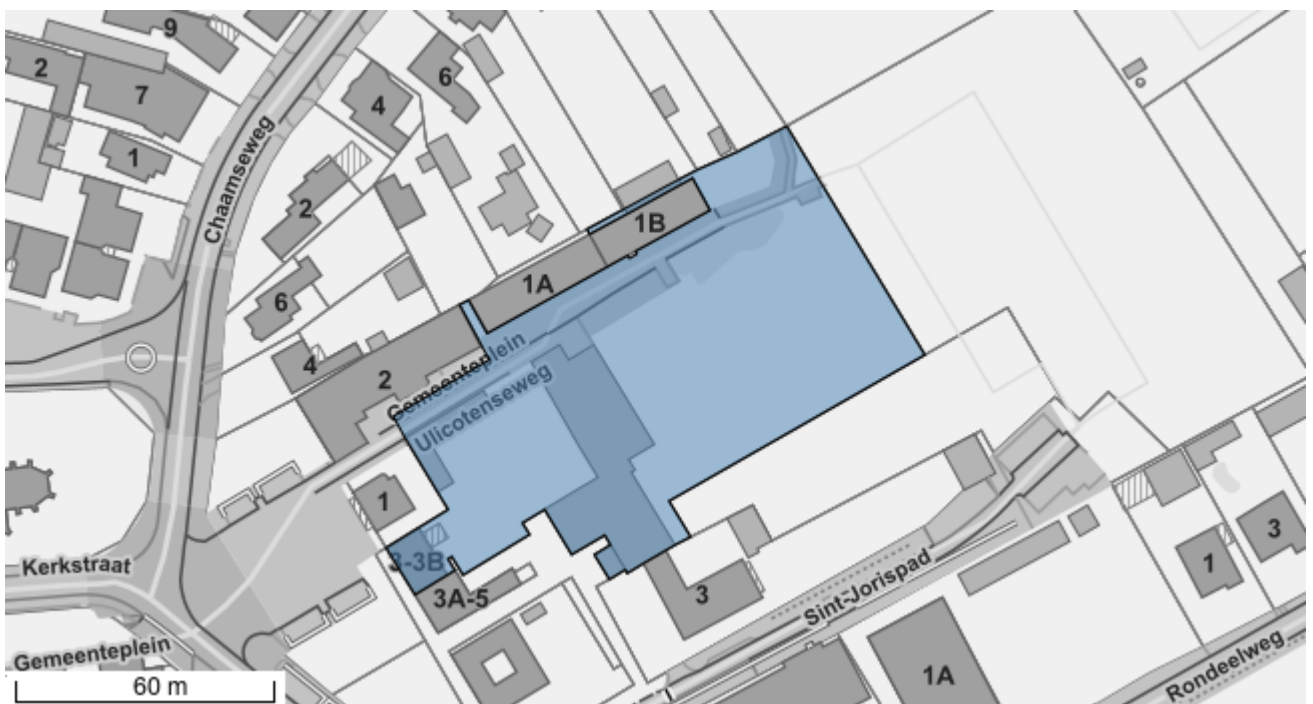 9
2
7
6
4
1
2
Chaamseweg
1B
1A
6
4
2
Gemeenteplein
Ulicotenseweg
1
3-3B
3A-5
3
Kerkstraat
Sint-Jorispad
3
1
Gemeenteplein
1A
Rondeelweg
60 m